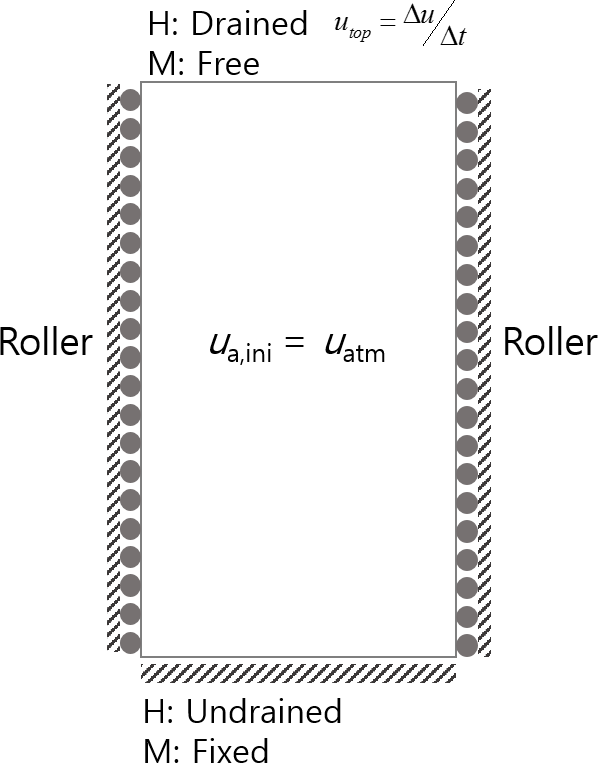 H: Drained u_top = Δu/Δt
M: Free
Roller
u_a,ini = u_atm
Roller
H: Undrained
M: Fixed